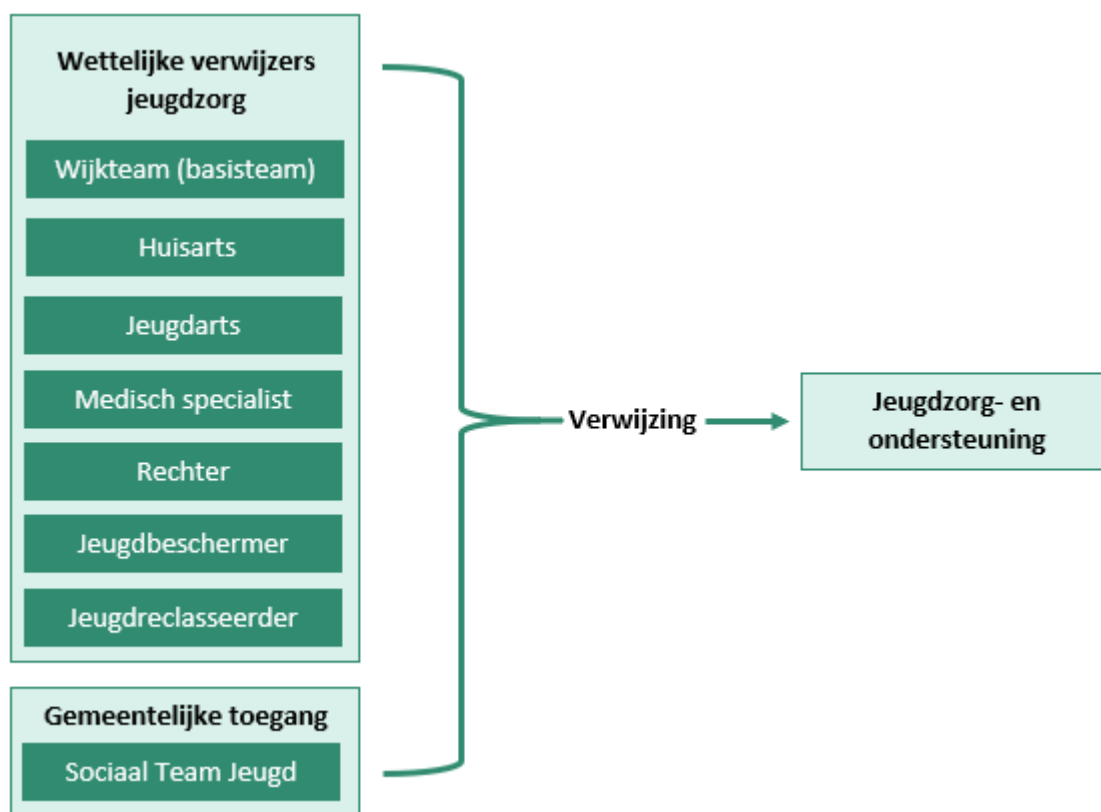 Wettelijke verwijzers
jeugdzorg
Wijkteam (basisteam)
Huisarts
Jeugdarts
Medisch specialist
Rechter
Jeugdbeschermer
Jeugdreclasseerder
Gemeentelijke toegang
Sociaal Team Jeugd
Verwijzing
Jeugdzorg- en
ondersteuning